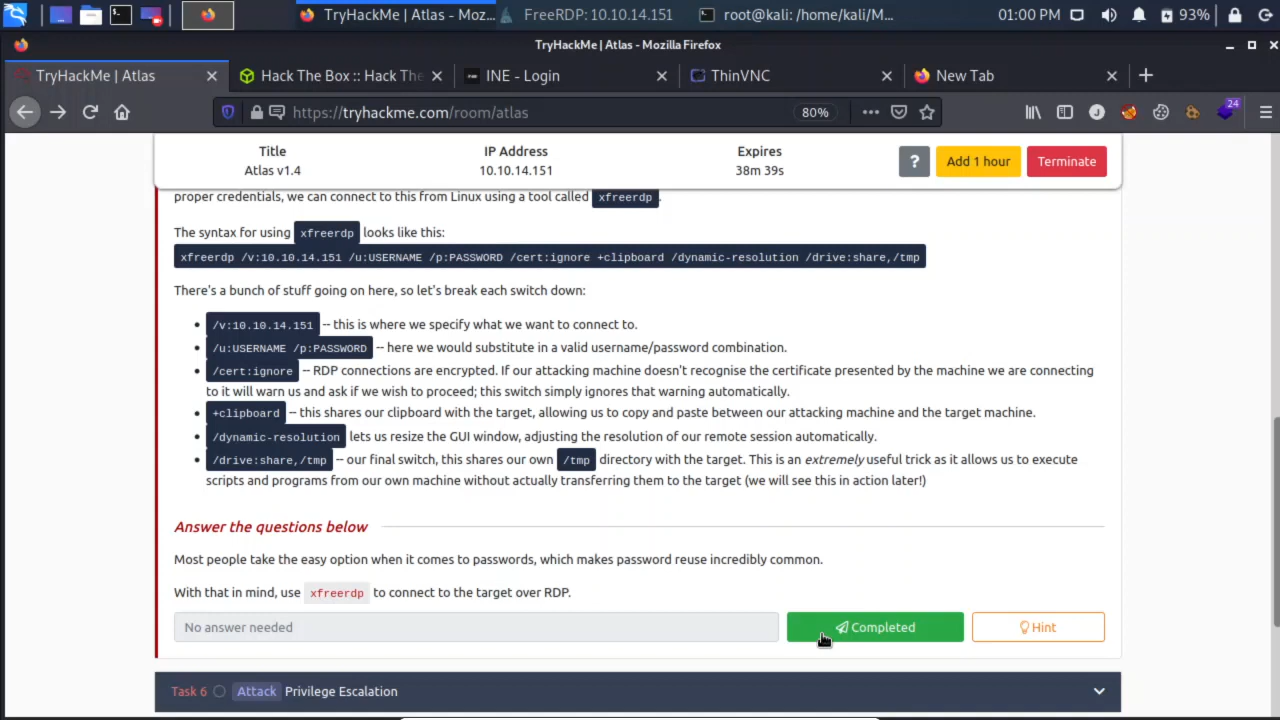 TryHackMe | Atlas - Moz...
FreeRDP: 10.10.14.151
root@kali: /home/kali/M...
01:00 PM
93%
TryHackMe | Atlas - Mozilla Firefox
TryHackMe | Atlas
Hack The Box :: Hack The
INE - Login
ThinVNC
New Tab
https://tryhackme.com/room/atlas
80%
24
Title
IP Address
Expires
Atlas v1.4
10.10.14.151
38m 39s
?
Add 1 hour
Terminate
proper credentials, we can connect to this from Linux using a tool called xfreerdp.
The syntax for using xfreerdp looks like this:
xfreerdp /v:10.10.14.151 /u:USERNAME /p:PASSWORD /cert:ignore +clipboard /dynamic-resolution /drive:share,/tmp
There's a bunch of stuff going on here, so let's break each switch down:
• /v:10.10.14.151 -- this is where we specify what we want to connect to.
• /u:USERNAME /p:PASSWORD -- here we would substitute in a valid username/password combination.
• /cert:ignore -- RDP connections are encrypted. If our attacking machine doesn't recognise the certificate presented by the machine we are connecting
to it will warn us and ask if we wish to proceed; this switch simply ignores that warning automatically.
• +clipboard -- this shares our clipboard with the target, allowing us to copy and paste between our attacking machine and the target machine.
• /dynamic-resolution lets us resize the GUI window, adjusting the resolution of our remote session automatically.
• /drive:share,/tmp -- our final switch, this shares our own /tmp directory with the target. This is an extremely useful trick as it allows us to execute
scripts and programs from our own machine without actually transferring them to the target (we will see this in action later!)
Answer the questions below
Most people take the easy option when it comes to passwords, which makes password reuse incredibly common.
With that in mind, use xfreerdp to connect to the target over RDP.
No answer needed
Completed
Hint
Task 6 Attack Privilege Escalation